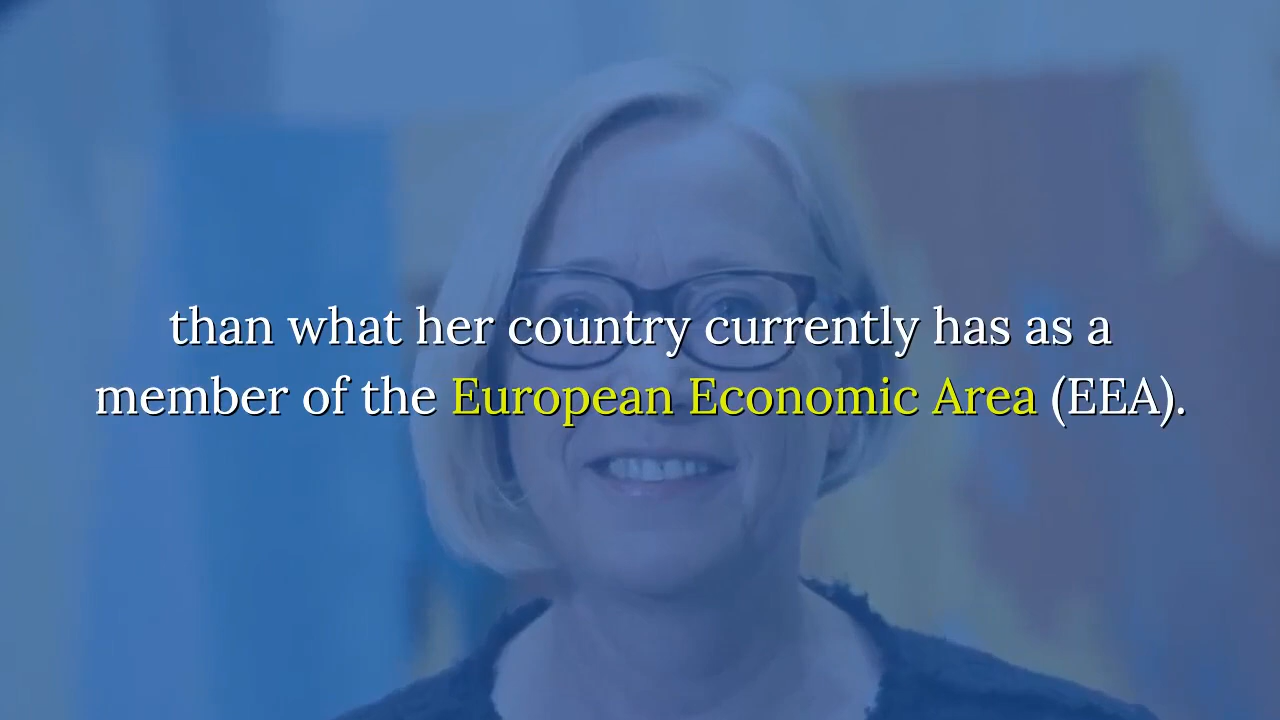 than what her country currently has as a
member of the European Economic Area (EEA).